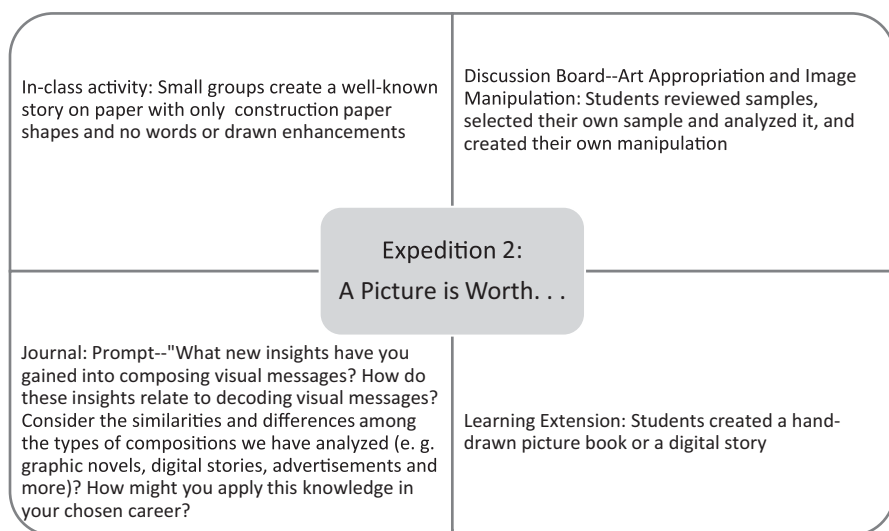 In-class activity: Small groups create a well-known
story on paper with only  construction paper
shapes and no words or drawn enhancements
Discussion Board--Art Appropriation and Image
Manipulation: Students reviewed samples,
selected their own sample and analyzed it, and
created their own manipulation
Expedition 2:
A Picture is Worth. . .
Journal: Prompt--"What new insights have you
gained into composing visual messages? How do
these insights relate to decoding visual messages?
Consider the similarities and differences among
the types of compositions we have analyzed (e. g.
graphic novels, digital stories, advertisements and
more)? How might you apply this knowledge in
your chosen career?
Learning Extension: Students created a hand-
drawn picture book or a digital story